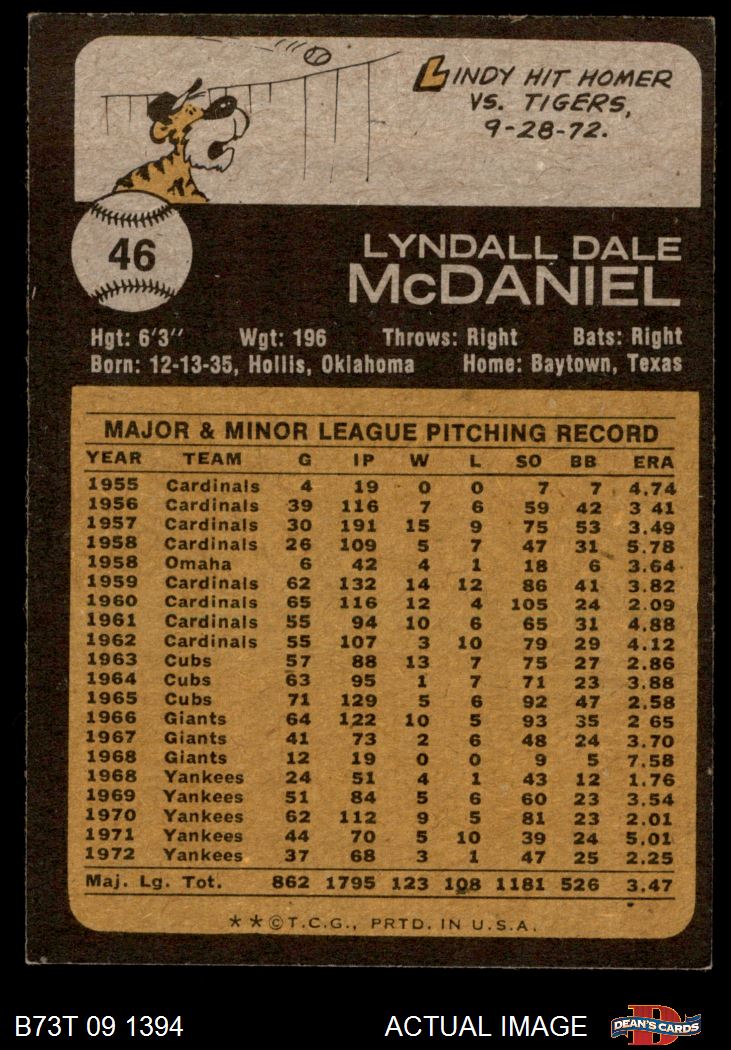 LINDY HIT HOMER
VS. TIGERS,
9-28-72.
46
LYNDALL DALE
McDANIEL
Hgt: 6'3" Wgt: 196 Throws: Right Bats: Right
Born: 12-13-35, Hollis, Oklahoma Home: Baytown, Texas
MAJOR & MINOR LEAGUE PITCHING RECORD
YEAR TEAM G IP W L SO BB ERA
1955 Cardinals 4 19 0 0 7 7 4.74
1956 Cardinals 39 116 7 6 59 42 3 41
1957 Cardinals 30 191 15 9 75 53 3.49
1958 Cardinals 26 109 5 7 47 31 5.78
1958 Omaha 6 42 4 1 18 6 3.64
1959 Cardinals 62 132 14 12 86 41 3.82
1960 Cardinals 65 116 12 4 105 24 2.09
1961 Cardinals 55 94 10 6 65 31 4.88
1962 Cardinals 55 107 3 10 79 29 4.12
1963 Cubs 57 88 13 7 75 27 2.86
1964 Cubs 63 95 1 7 71 23 3.88
1965 Cubs 71 129 5 6 92 47 2.58
1966 Giants 64 122 10 5 93 35 2 65
1967 Giants 41 73 2 6 48 24 3.70
1968 Giants 12 19 0 0 9 5 7.58
1968 Yankees 24 51 4 1 43 12 1.76
1969 Yankees 51 84 5 6 60 23 3.54
1970 Yankees 62 112 9 5 81 23 2.01
1971 Yankees 44 70 5 10 39 24 5.01
1972 Yankees 37 68 3 1 47 25 2.25
Maj. Lg. Tot. 862 1795 123 108 1181 526 3.47
★★©T.C.G., PRTD. IN U.S.A.
B73T 09 1394 ACTUAL IMAGE
D
DEAN'S CARDS